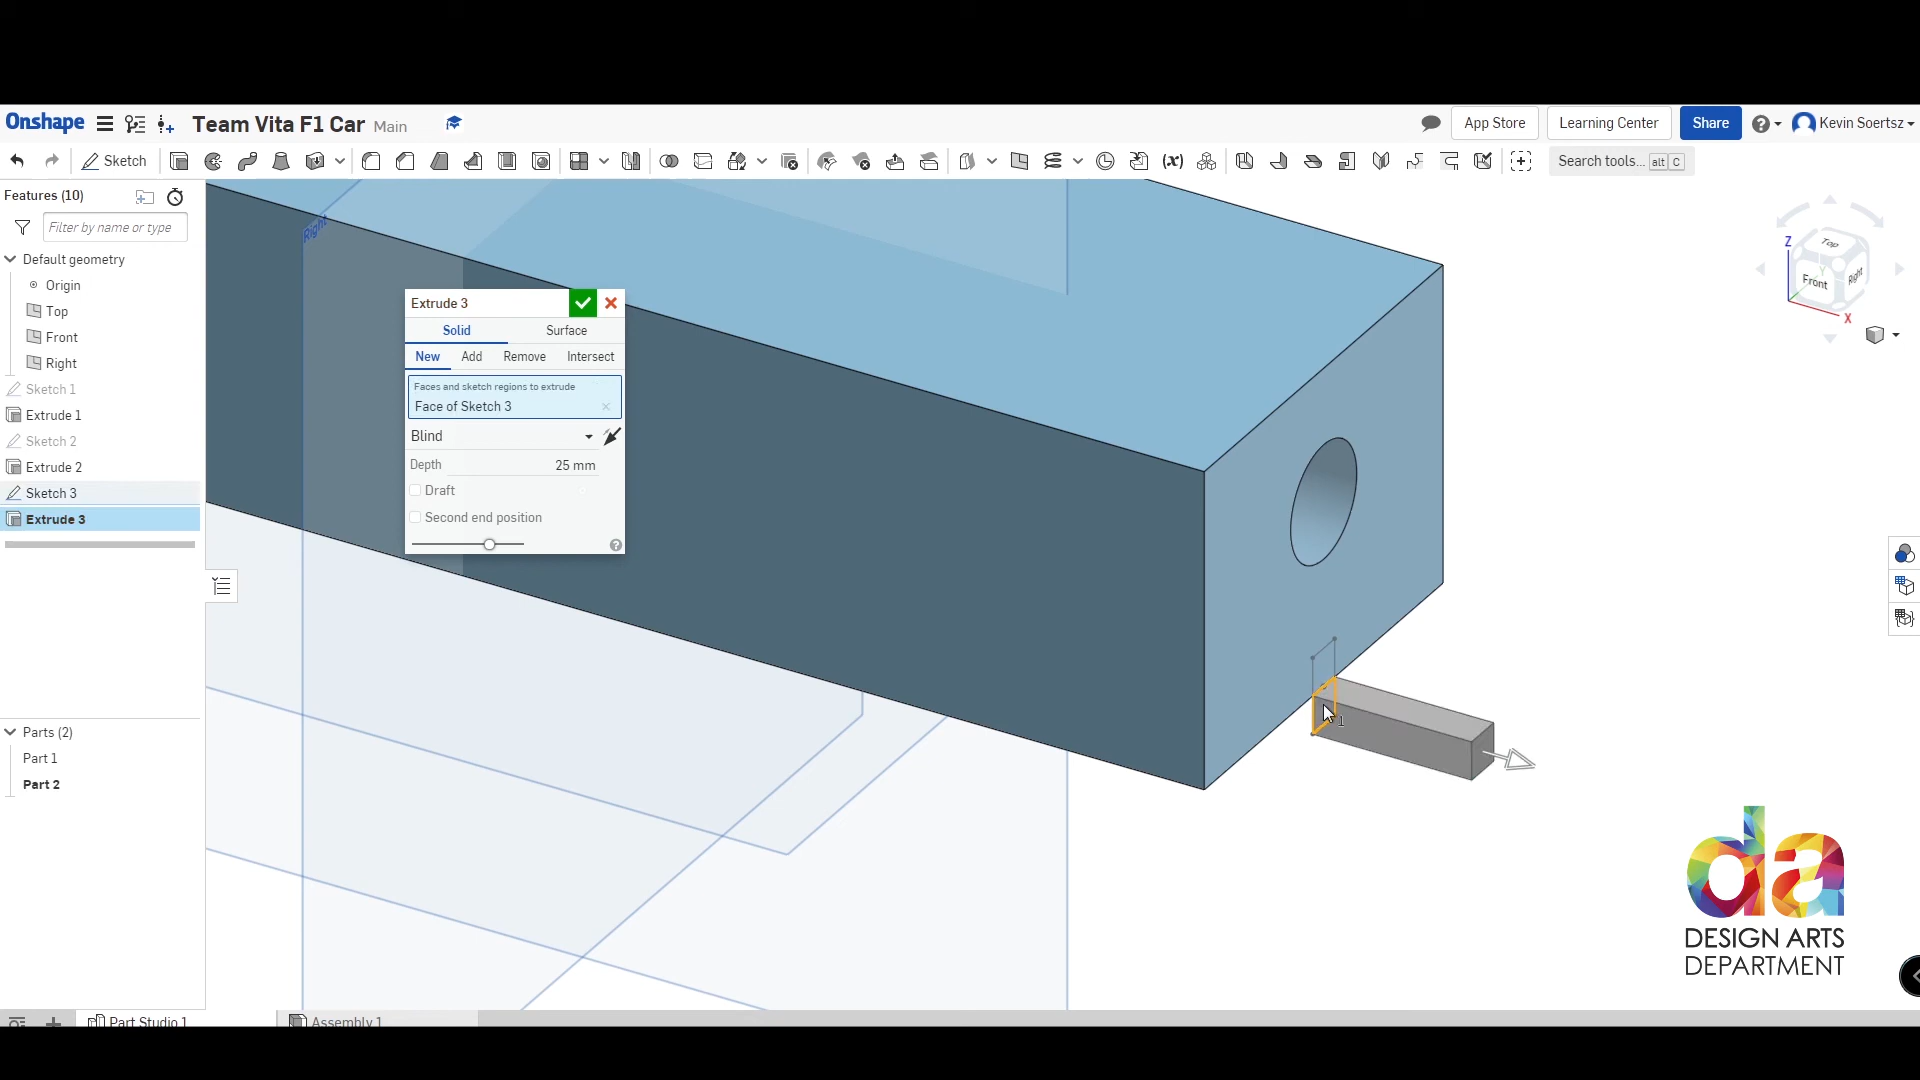 Onshape
Team Vita F1 Car Main
App Store
Learning Center
Share
Kevin Soertsz
Sketch
Search tools... alt C
Features (10)
Filter by name or type
Default geometry
Origin
Top
Front
Right
Sketch 1
Extrude 1
Sketch 2
Extrude 2
Sketch 3
Extrude 3
Parts (2)
Part 1
Part 2
Right
Extrude 3
Solid Surface
New Add Remove Intersect
Faces and sketch regions to extrude
Face of Sketch 3
Blind
Depth 25 mm
Draft
Second end position
1
Z
Top
Front
Right
Y
X
da
DESIGN ARTS
DEPARTMENT
Part Studio 1
Assembly 1